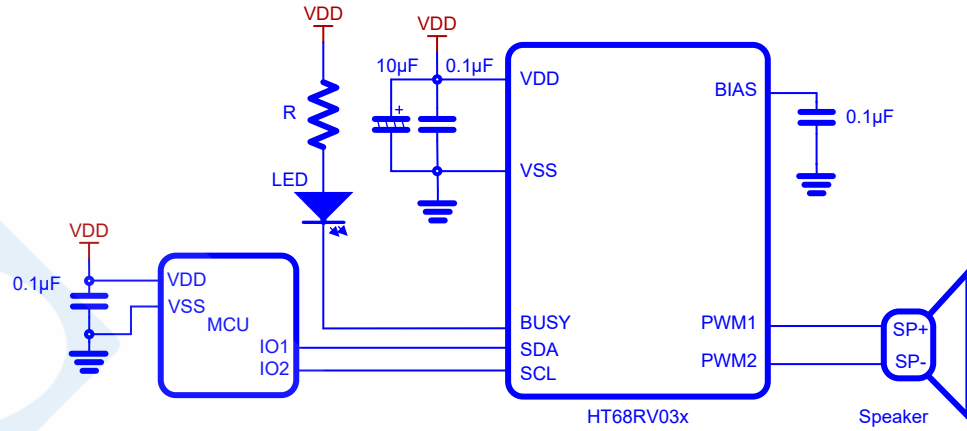 VDD
VDD
10µF
0.1µF
VDD
BIAS
R
0.1µF
VSS
LED
VDD
0.1µF
VDD
VSS
MCU
BUSY
PWM1
SP+
IO1
SDA
IO2
SCL
PWM2
SP-
HT68RV03x
Speaker